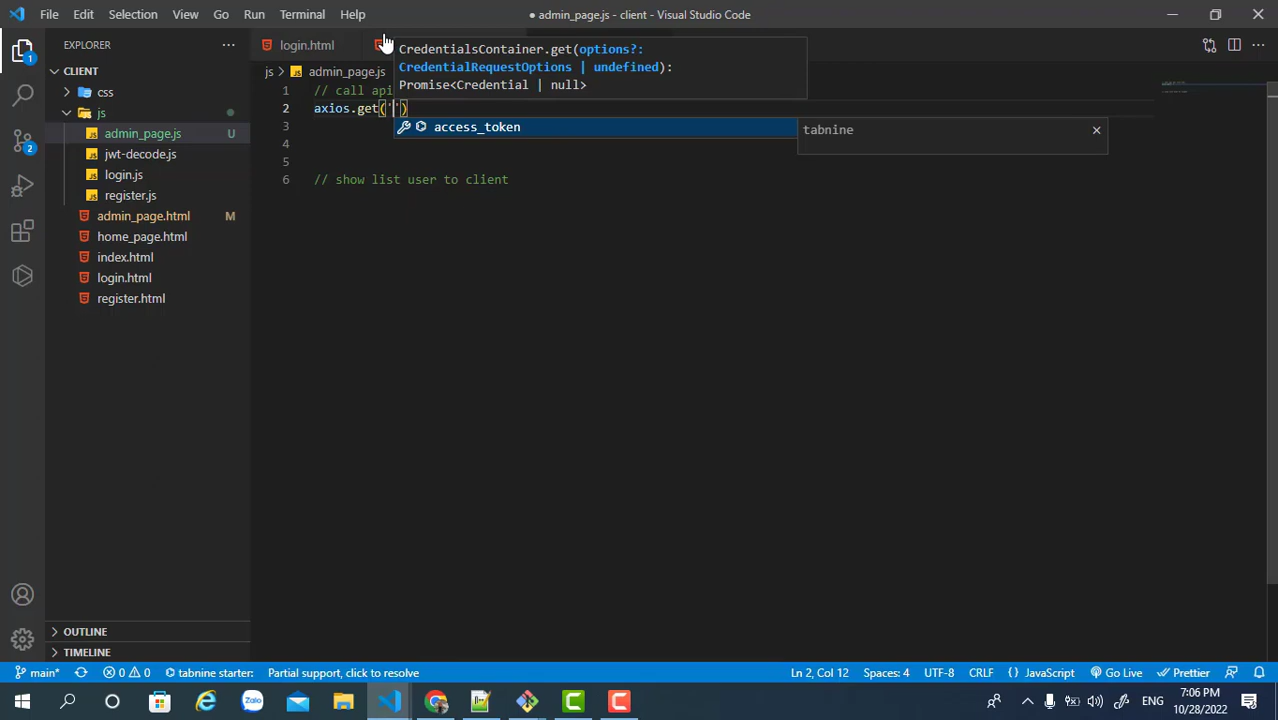 File Edit Selection View Go Run Terminal Help
● admin_page.js - client - Visual Studio Code
EXPLORER
CLIENT
css
js
admin_page.js U
jwt-decode.js
login.js
register.js
admin_page.html M
home_page.html
index.html
login.html
register.html
OUTLINE
TIMELINE
login.html
js > admin_page.js
1 // call api
2 axios.get('')
3
4
5
6 // show list user to client
CredentialsContainer.get(options?:
CredentialRequestOptions | undefined):
Promise<Credential | null>
access_token
tabnine
1
2
main* 0 0 tabnine starter: Partial support, click to resolve Ln 2, Col 12 Spaces: 4 UTF-8 CRLF { } JavaScript Go Live Prettier
Zalo
ENG
7:06 PM
10/28/2022